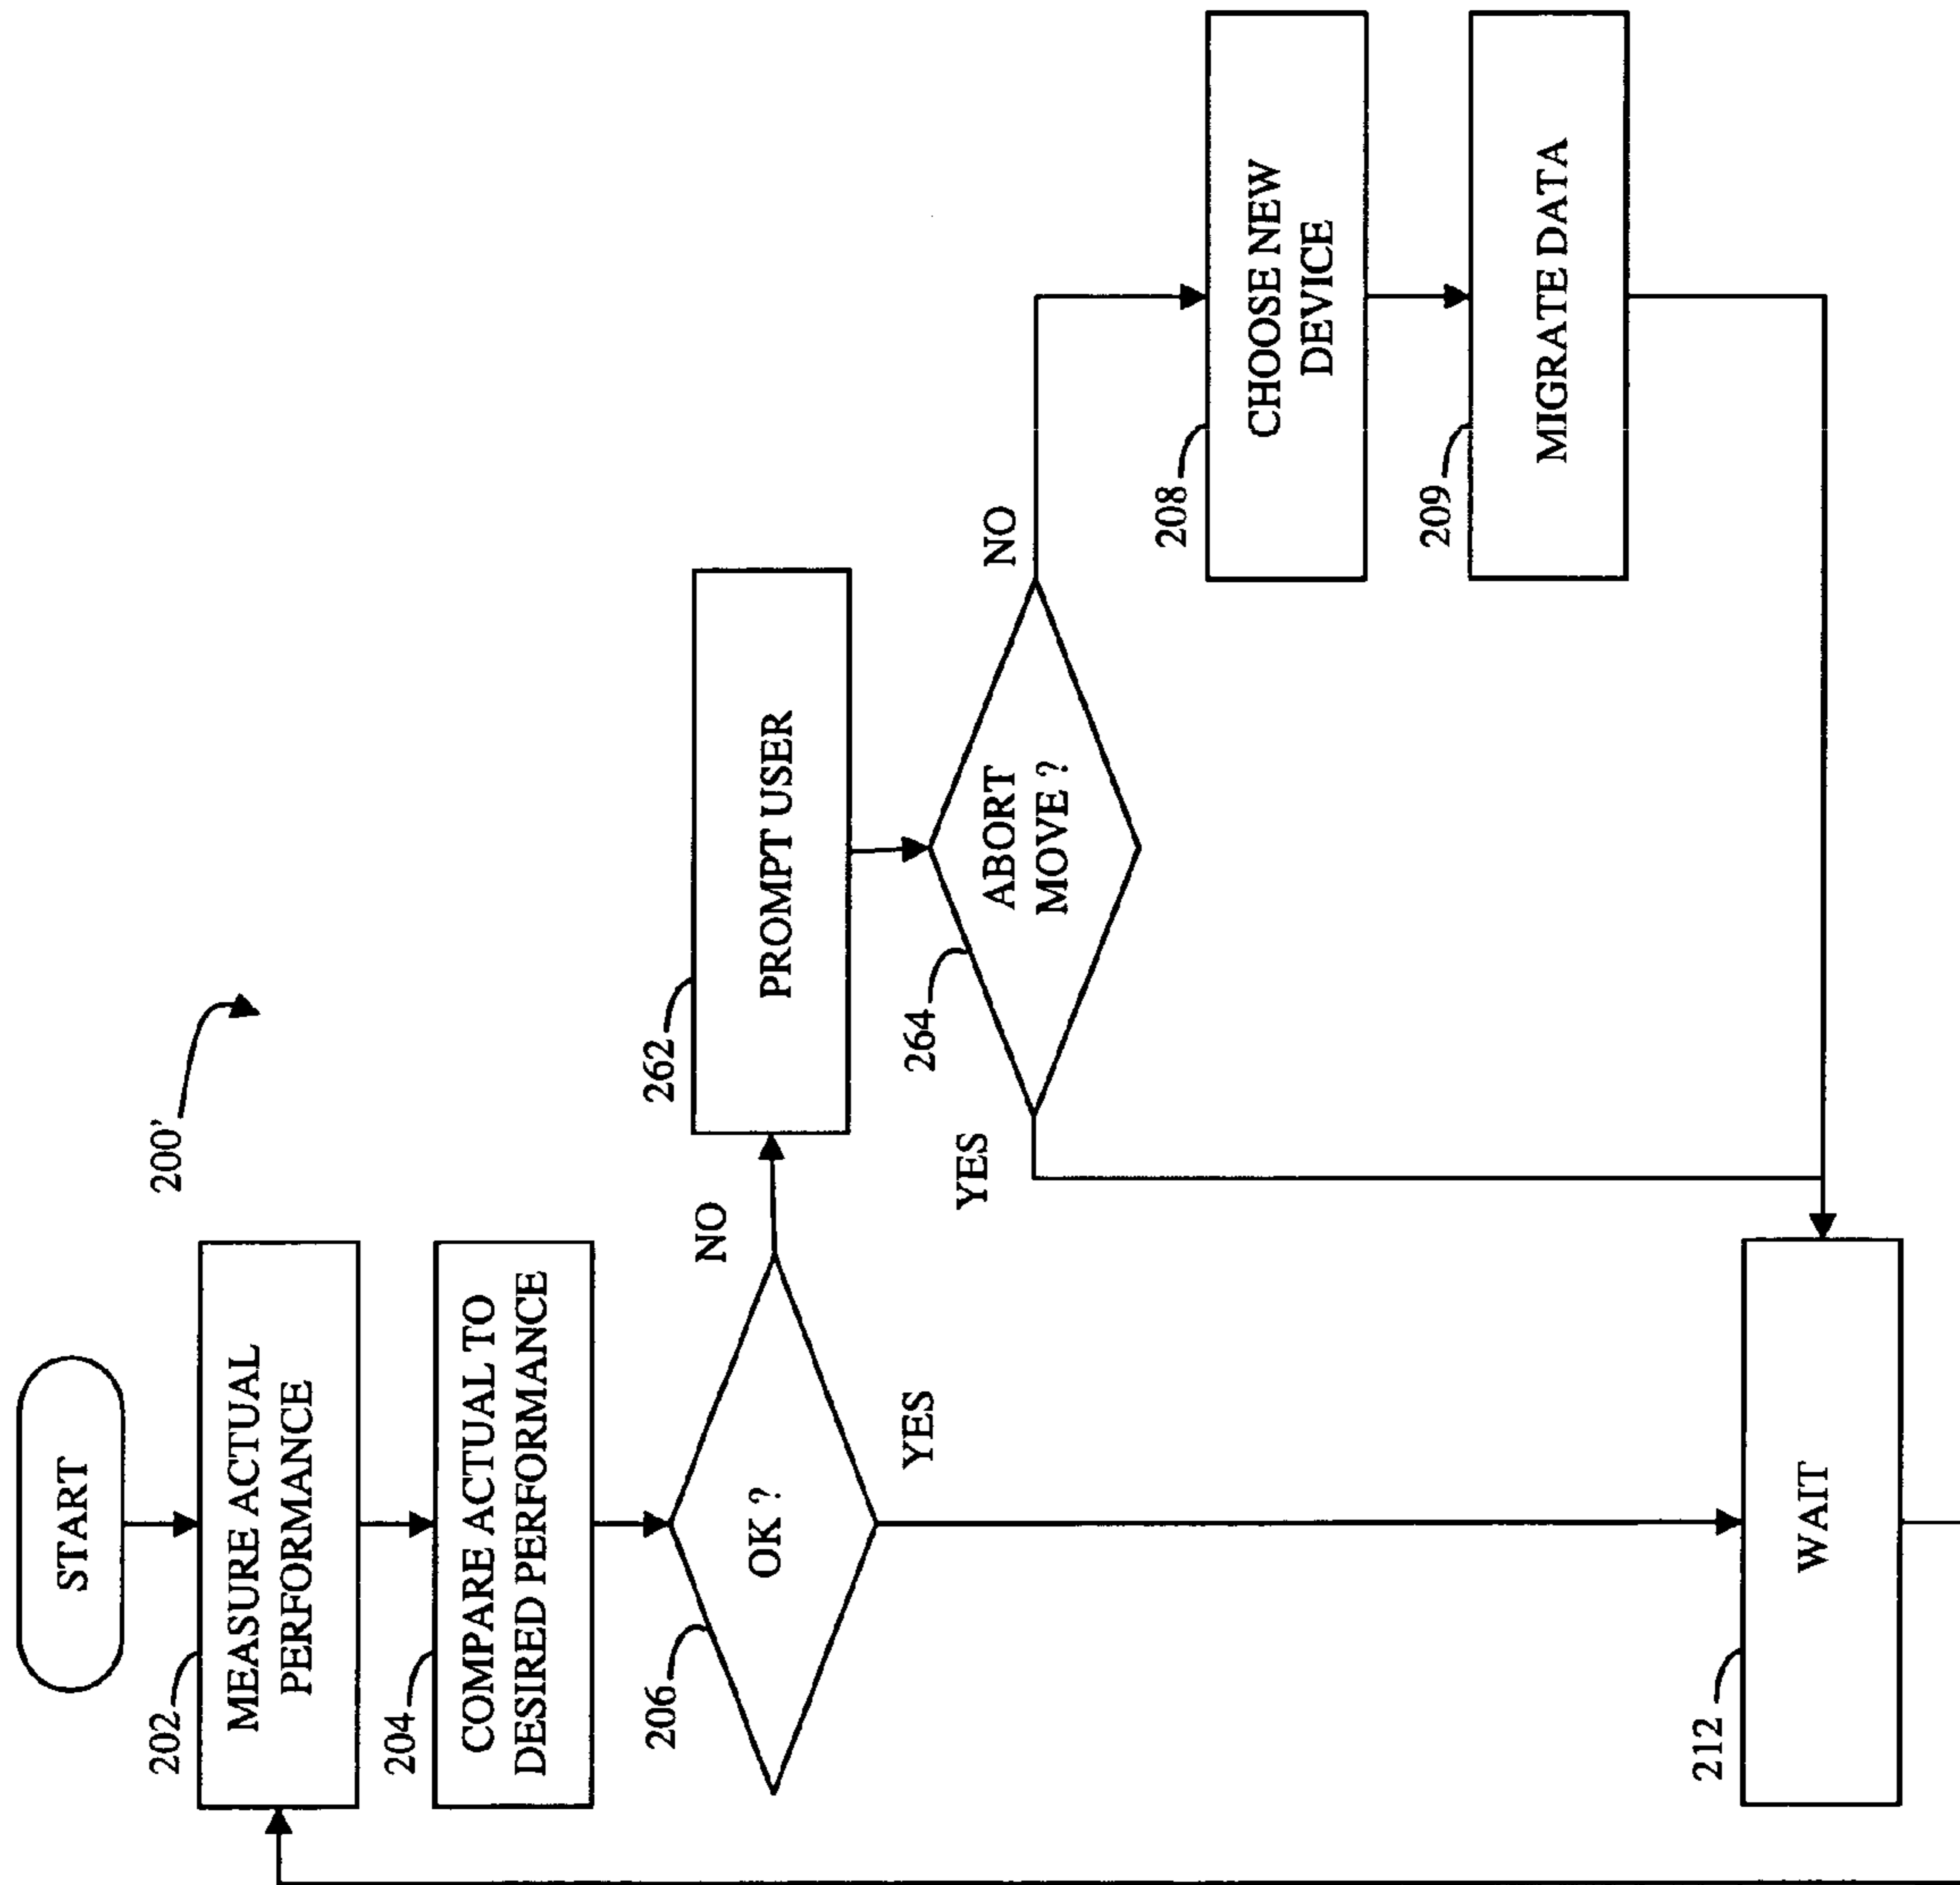 200'
START
202
MEASURE ACTUAL
PERFORMANCE
204
COMPARE ACTUAL TO
DESIRED PERFORMANCE
206
OK ?
NO
YES
262
PROMPT USER
264
ABORT
MOVE ?
YES
NO
208
CHOOSE NEW
DEVICE
209
MIGRATE DATA
212
WAIT